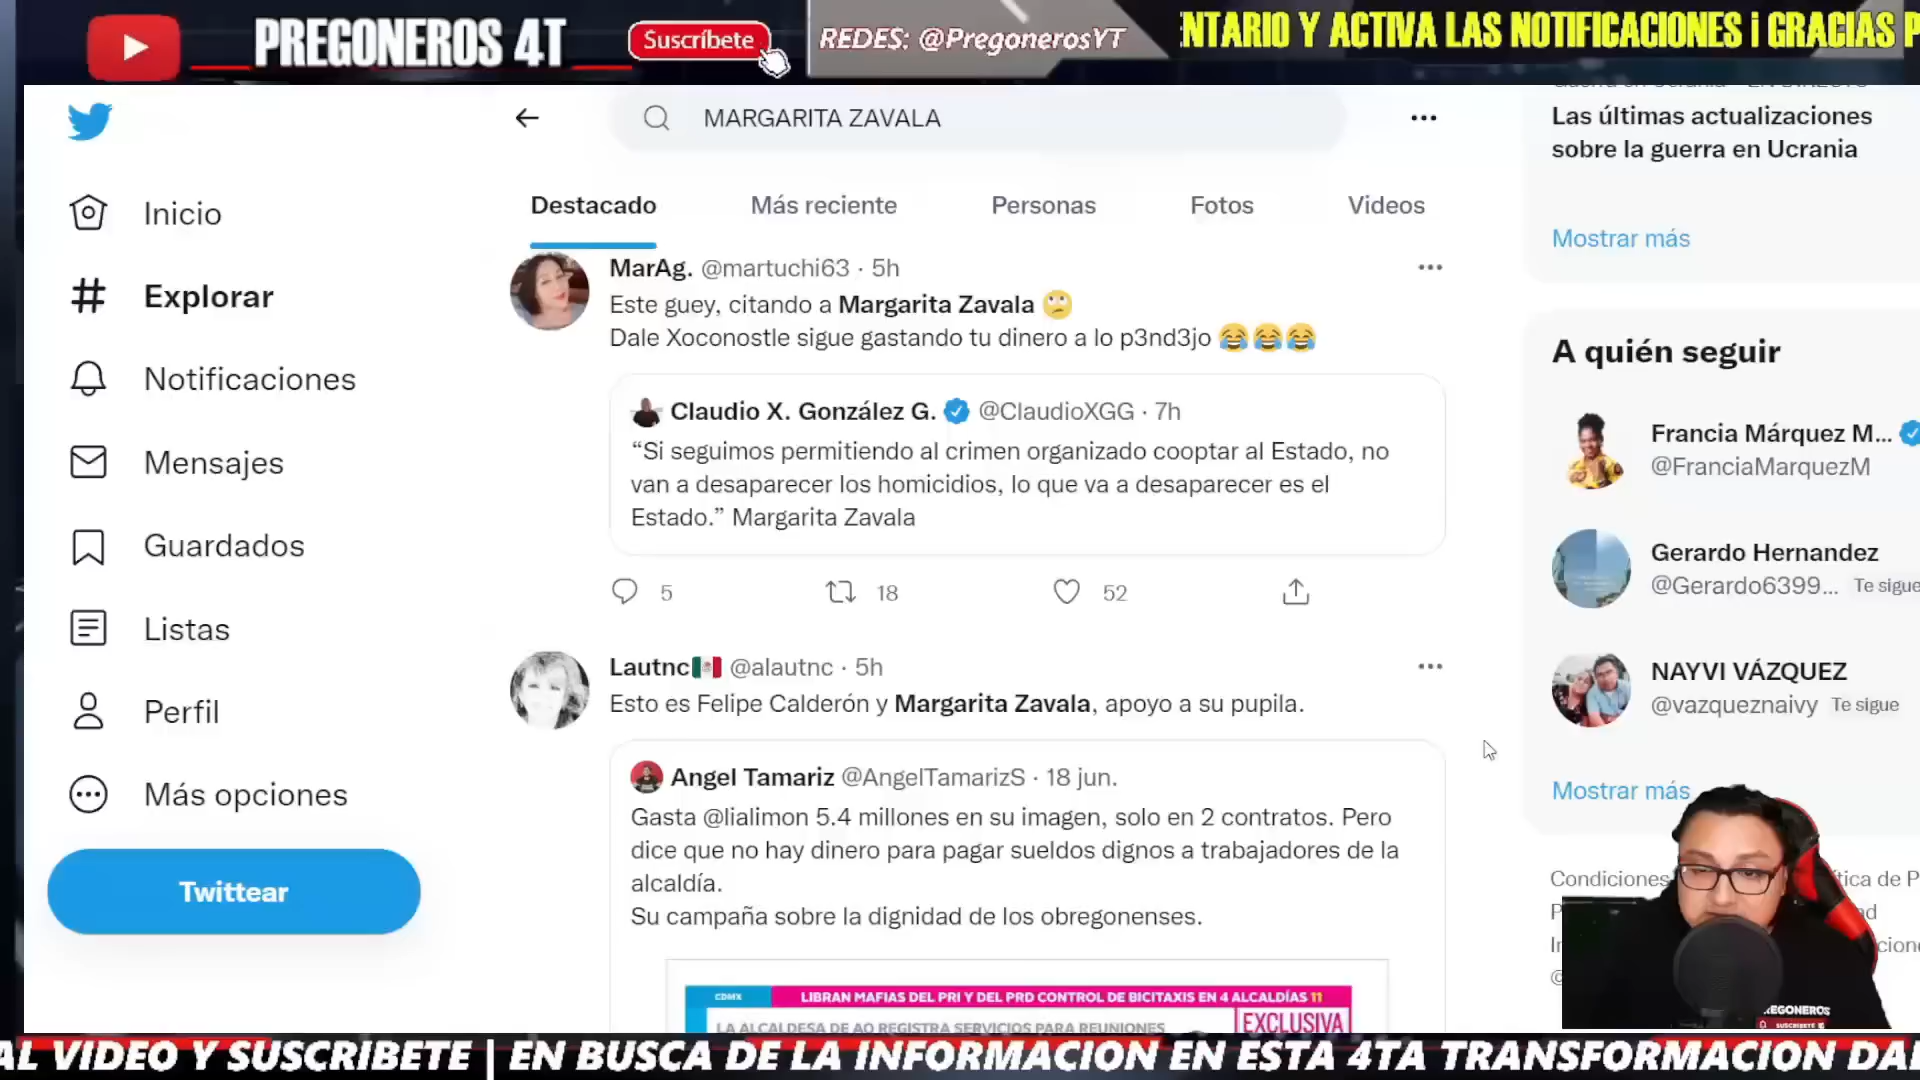 PREGONEROS 4T
Suscríbete
REDES: @PregonerosYT
NTARIO Y ACTIVA LAS NOTIFICACIONES ¡ GRACIAS P
MARGARITA ZAVALA
Destacado
Más reciente
Personas
Fotos
Videos
Inicio
Explorar
Notificaciones
Mensajes
Guardados
Listas
Perfil
Más opciones
Twittear
MarAg. @martuchi63 · 5h
Este guey, citando a Margarita Zavala 🙄
Dale Xoconostle sigue gastando tu dinero a lo p3nd3jo 😂😂😂
Claudio X. González G. @ClaudioXGG · 7h
“Si seguimos permitiendo al crimen organizado cooptar al Estado, no
van a desaparecer los homicidios, lo que va a desaparecer es el
Estado.” Margarita Zavala
5
18
52
Lautnc🇲🇽 @alautnc · 5h
Esto es Felipe Calderón y Margarita Zavala, apoyo a su pupila.
Angel Tamariz @AngelTamarizS · 18 jun.
Gasta @lialimon 5.4 millones en su imagen, solo en 2 contratos. Pero
dice que no hay dinero para pagar sueldos dignos a trabajadores de la
alcaldía.
Su campaña sobre la dignidad de los obregonenses.
CDMX
LIBRAN MAFIAS DEL PRI Y DEL PRD CONTROL DE BICITAXIS EN 4 ALCALDÍAS 11
LA ALCALDESA DE AO REGISTRA SERVICIOS PARA REUNIONES
EXCLUSIVA
Las últimas actualizaciones
sobre la guerra en Ucrania
Mostrar más
A quién seguir
Francia Márquez M...
@FranciaMarquezM
Gerardo Hernandez
@Gerardo6399... Te sigue
NAYVI VÁZQUEZ
@vazqueznaivy Te sigue
Mostrar más
Condiciones
ítica de P
EGONEROS
SUSCRIBETE
AL VIDEO Y SUSCRIBETE | EN BUSCA DE LA INFORMACION EN ESTA 4TA TRANSFORMACION DA